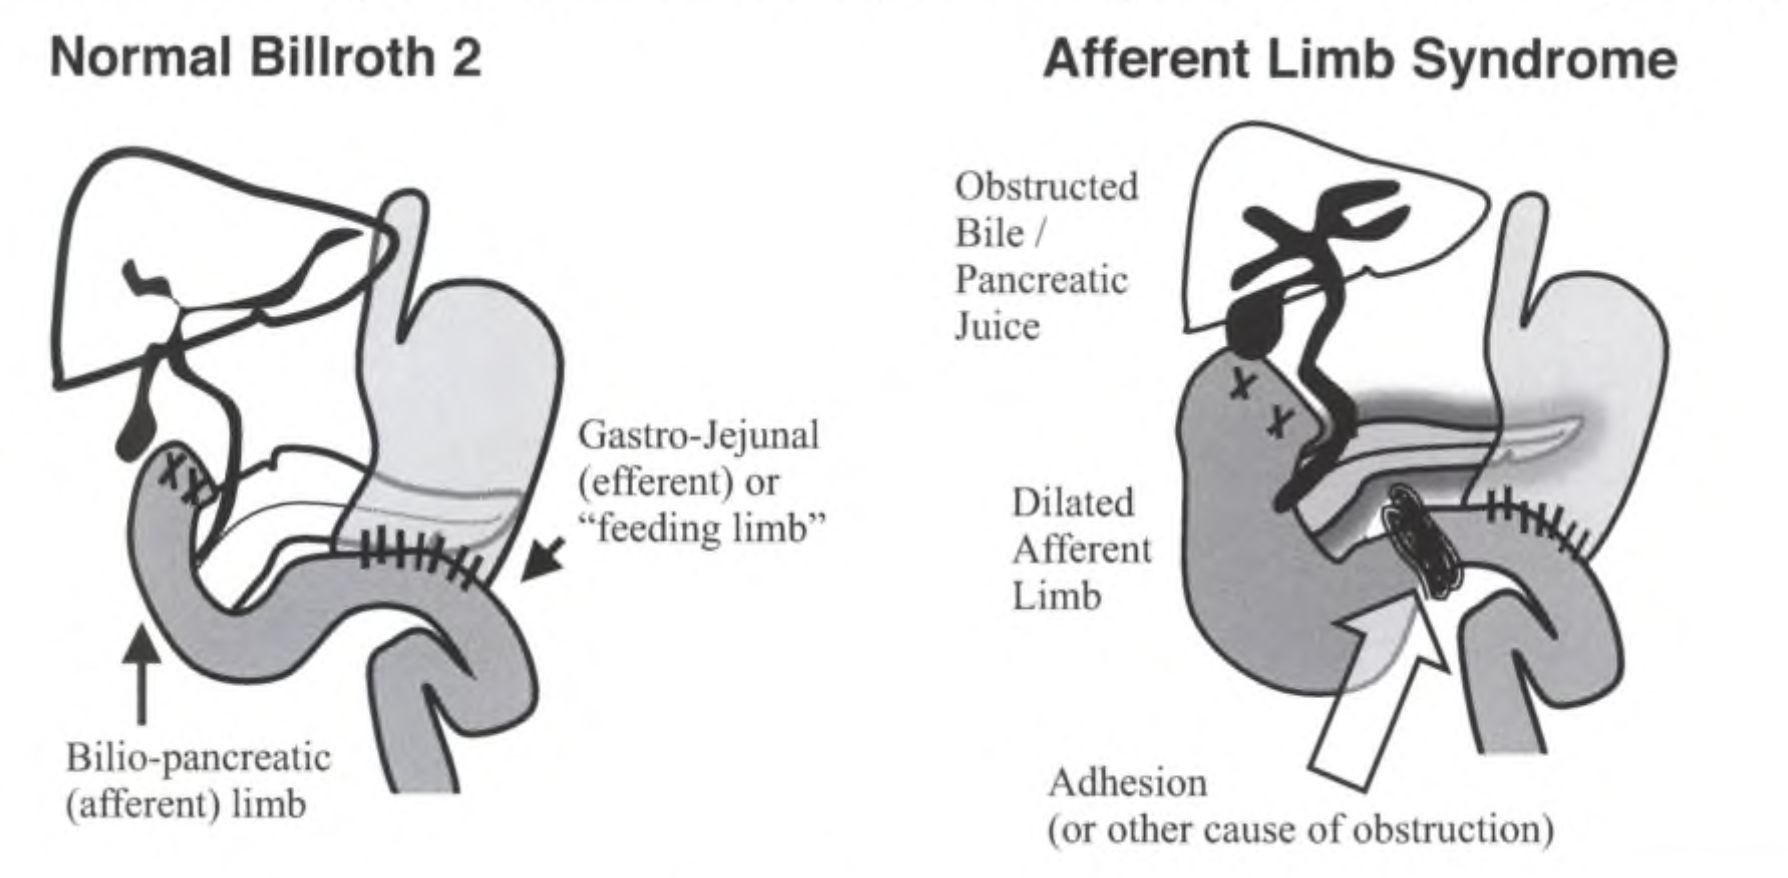 Normal Billroth 2
Gastro-Jejunal
(efferent) or
“feeding limb”
Bilio-pancreatic
(afferent) limb
Afferent Limb Syndrome
Obstructed
Bile /
Pancreatic
Juice
Dilated
Afferent
Limb
Adhesion
(or other cause of obstruction)